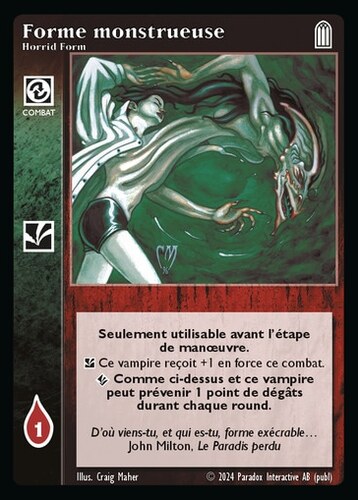 Forme monstrueuse
Horrid Form
COMBAT
CM
Seulement utilisable avant l'étape
de manœuvre.
Ce vampire reçoit +1 en force ce combat.
Comme ci-dessus et ce vampire
peut prévenir 1 point de dégâts
durant chaque round.
D'où viens-tu, et qui es-tu, forme exécrable…
John Milton, Le Paradis perdu
1
Illus. Craig Maher
© 2024 Paradox Interactive AB (publ)